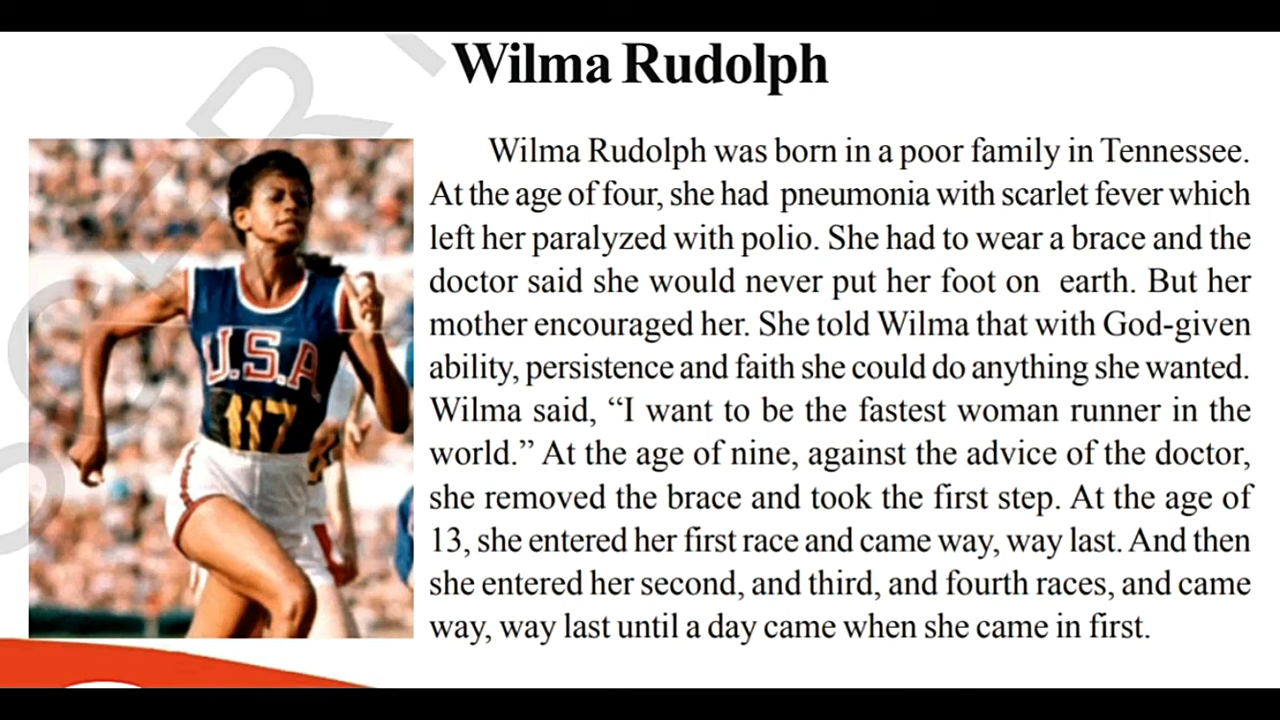 Wilma Rudolph
Wilma Rudolph was born in a poor family in Tennessee.
At the age of four, she had pneumonia with scarlet fever which
left her paralyzed with polio. She had to wear a brace and the
doctor said she would never put her foot on earth. But her
mother encouraged her. She told Wilma that with God-given
ability, persistence and faith she could do anything she wanted.
Wilma said, “I want to be the fastest woman runner in the
world.” At the age of nine, against the advice of the doctor,
she removed the brace and took the first step. At the age of
13, she entered her first race and came way, way last. And then
she entered her second, and third, and fourth races, and came
way, way last until a day came when she came in first.
U.S.A
117